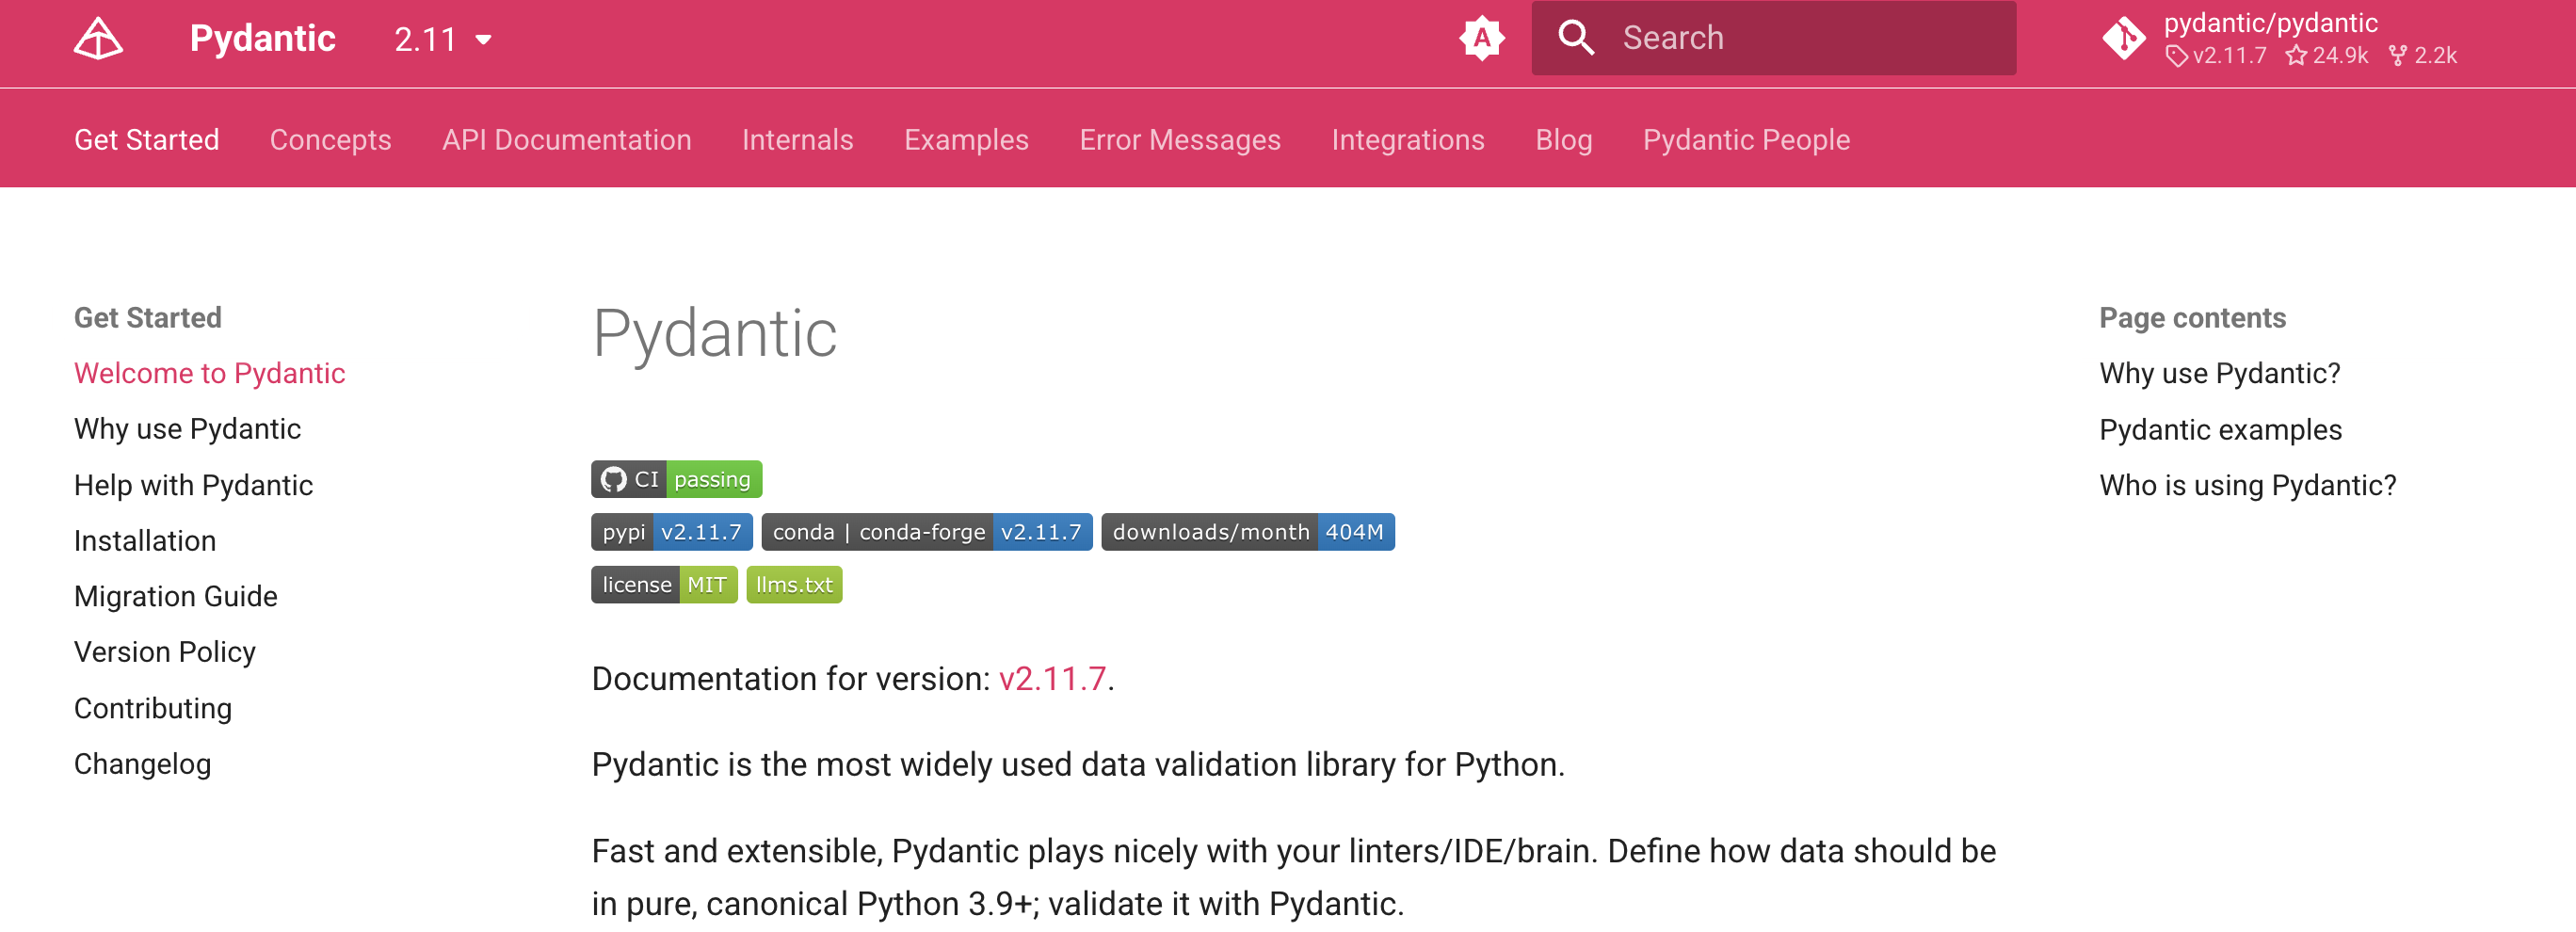 Pydantic 2.11
A Search
pydantic/pydantic
v2.11.7 24.9k 2.2k
Get Started Concepts API Documentation Internals Examples Error Messages Integrations Blog Pydantic People
Get Started
Welcome to Pydantic
Why use Pydantic
Help with Pydantic
Installation
Migration Guide
Version Policy
Contributing
Changelog
Pydantic
CI passing
pypi v2.11.7 conda | conda-forge v2.11.7 downloads/month 404M
license MIT llms.txt
Documentation for version: v2.11.7.
Pydantic is the most widely used data validation library for Python.
Fast and extensible, Pydantic plays nicely with your linters/IDE/brain. Define how data should be
in pure, canonical Python 3.9+; validate it with Pydantic.
Page contents
Why use Pydantic?
Pydantic examples
Who is using Pydantic?